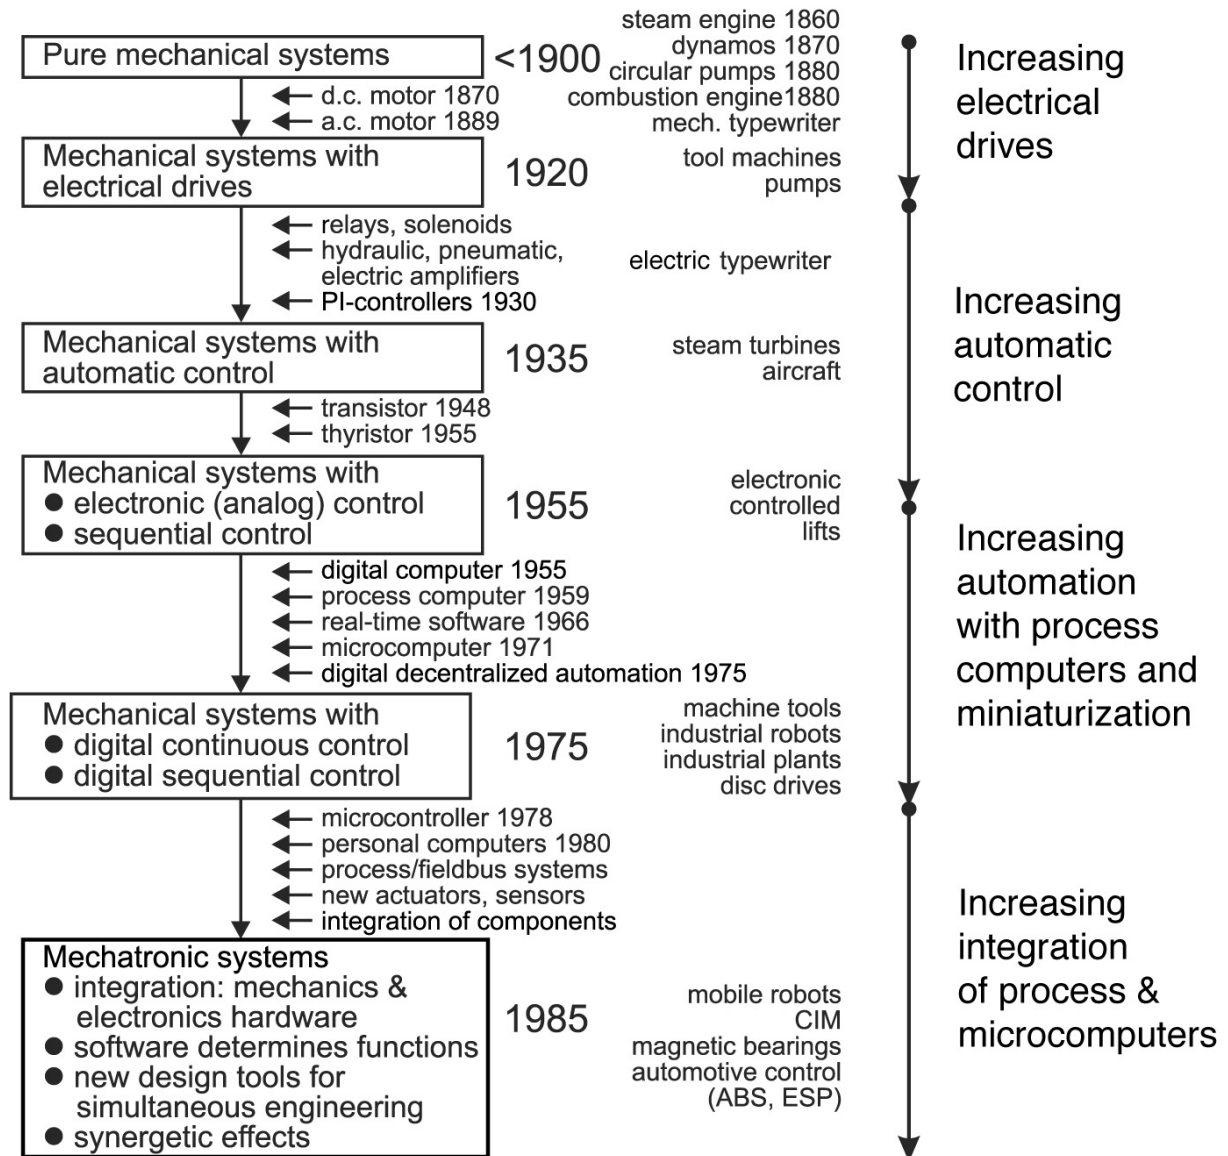 Pure mechanical systems
<1900
steam engine 1860
dynamos 1870
circular pumps 1880
combustion engine1880
mech. typewriter
Increasing
electrical
drives
d.c. motor 1870
a.c. motor 1889
Mechanical systems with
electrical drives
1920
tool machines
pumps
relays, solenoids
hydraulic, pneumatic,
electric amplifiers
PI-controllers 1930
electric typewriter
Increasing
automatic
control
Mechanical systems with
automatic control
1935
steam turbines
aircraft
transistor 1948
thyristor 1955
Mechanical systems with
● electronic (analog) control
● sequential control
1955
electronic
controlled
lifts
Increasing
automation
with process
computers and
miniaturization
digital computer 1955
process computer 1959
real-time software 1966
microcomputer 1971
digital decentralized automation 1975
Mechanical systems with
● digital continuous control
● digital sequential control
1975
machine tools
industrial robots
industrial plants
disc drives
microcontroller 1978
personal computers 1980
process/fieldbus systems
new actuators, sensors
integration of components
Increasing
integration
of process &
microcomputers
Mechatronic systems
● integration: mechanics &
electronics hardware
● software determines functions
● new design tools for
simultaneous engineering
● synergetic effects
1985
mobile robots
CIM
magnetic bearings
automotive control
(ABS, ESP)